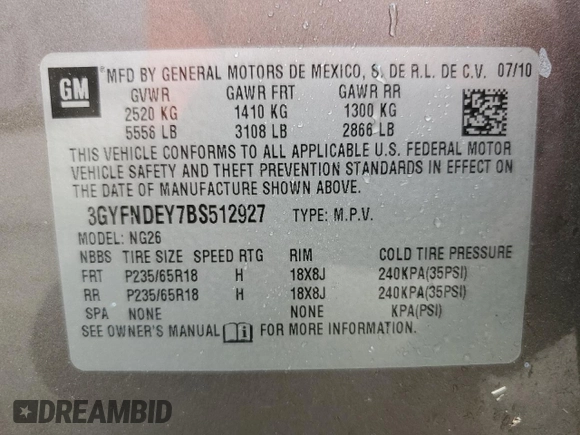 GM
*MFD BY GENERAL MOTORS DE MEXICO, S. DE R.L. DE C.V. 07/10
GVWR GAWR FRT GAWR RR
2520 KG 1410 KG 1300 KG
5556 LB 3108 LB 2866 LB
THIS VEHICLE CONFORMS TO ALL APPLICABLE U.S. FEDERAL MOTOR
VEHICLE SAFETY AND THEFT PREVENTION STANDARDS IN EFFECT ON
THE DATE OF MANUFACTURE SHOWN ABOVE.
3GYFNDEY7BS512927 TYPE: M.P.V.
MODEL: NG26
NBBS TIRE SIZE SPEED RTG RIM COLD TIRE PRESSURE
FRT P235/65R18 H 18X8J 240KPA(35PSI)
RR P235/65R18 H 18X8J 240KPA(35PSI)
SPA NONE NONE KPA(PSI)
SEE OWNER'S MANUAL FOR MORE INFORMATION.
DREAMBID